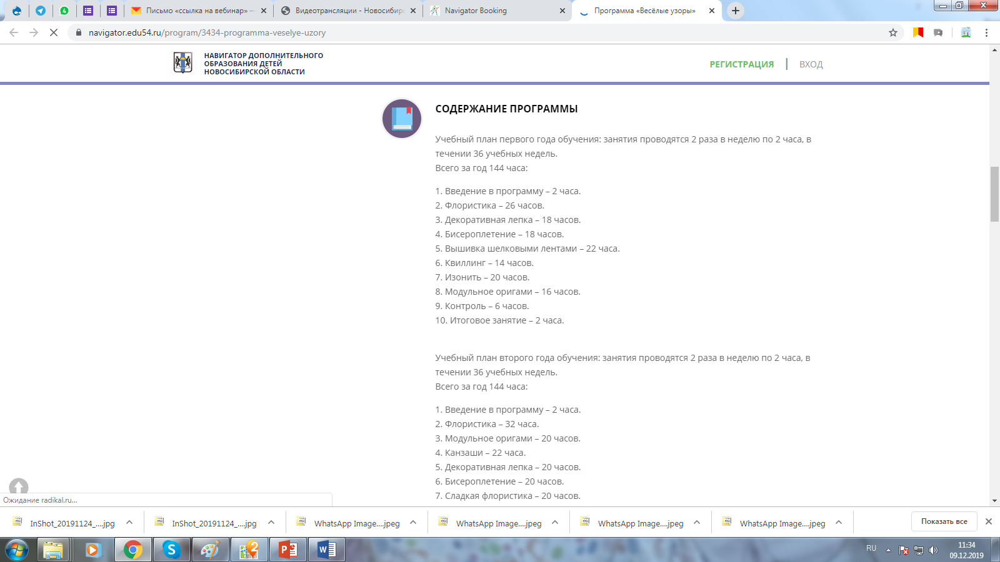 Письмо «ссылка на вебинар» –
Видеотрансляции - Новосибирс
Navigator Booking
Программа «Весёлые узоры»
navigator.edu54.ru/program/3434-programma-veselye-uzory
НАВИГАТОР ДОПОЛНИТЕЛЬНОГО
ОБРАЗОВАНИЯ ДЕТЕЙ
НОВОСИБИРСКОЙ ОБЛАСТИ
РЕГИСТРАЦИЯ
ВХОД
СОДЕРЖАНИЕ ПРОГРАММЫ
Учебный план первого года обучения: занятия проводятся 2 раза в неделю по 2 часа, в
течении 36 учебных недель.
Всего за год 144 часа:
1. Введение в программу – 2 часа.
2. Флористика – 26 часов.
3. Декоративная лепка – 18 часов.
4. Бисероплетение – 18 часов.
5. Вышивка шелковыми лентами – 22 часа.
6. Квиллинг – 14 часов.
7. Изонить – 20 часов.
8. Модульное оригами – 16 часов.
9. Контроль – 6 часов.
10. Итоговое занятие – 2 часа.
Учебный план второго года обучения: занятия проводятся 2 раза в неделю по 2 часа, в
течении 36 учебных недель.
Всего за год 144 часа:
1. Введение в программу – 2 часа.
2. Флористика – 32 часа.
3. Модульное оригами – 20 часов.
4. Канзаши – 22 часа.
5. Декоративная лепка – 20 часов.
6. Бисероплетение – 20 часов.
7. Сладкая флористика – 20 часов.
Ожидание radikal.ru...
InShot_20191124_....jpg
InShot_20191124_....jpg
WhatsApp Image....jpeg
WhatsApp Image....jpeg
WhatsApp Image....jpeg
WhatsApp Image....jpeg
Показать все
RU
11:34
09.12.2019